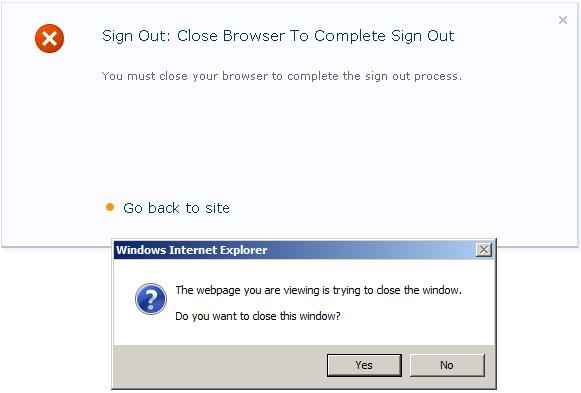 Sign Out: Close Browser To Complete Sign Out
You must close your browser to complete the sign out process.
Go back to site
Windows Internet Explorer
The webpage you are viewing is trying to close the window.
Do you want to close this window?
Yes No